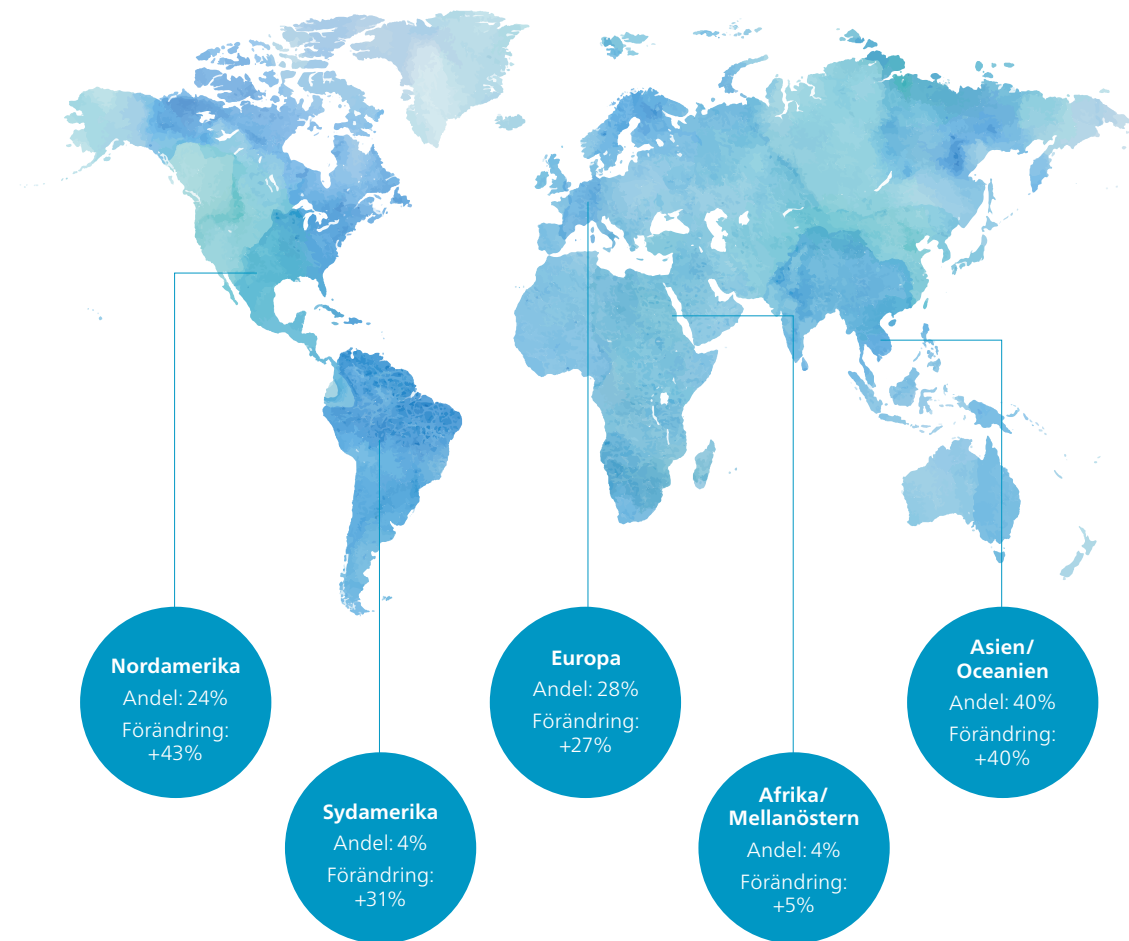 Nordamerika
Andel: 24%
Förändring:
+43%
Sydamerika
Andel: 4%
Förändring:
+31%
Europa
Andel: 28%
Förändring:
+27%
Afrika/
Mellanöstern
Andel: 4%
Förändring:
+5%
Asien/
Oceanien
Andel: 40%
Förändring:
+40%